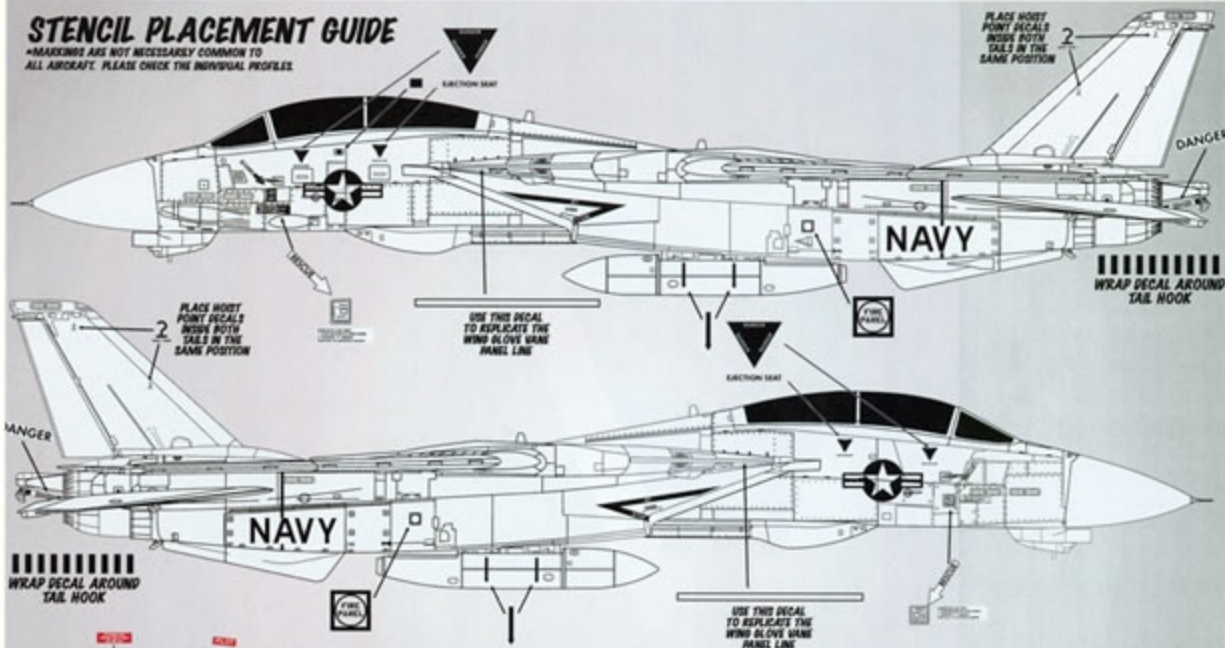 STENCIL PLACEMENT GUIDE
*MARKINGS ARE NOT NECESSARILY COMMON TO
ALL AIRCRAFT. PLEASE CHECK THE INDIVIDUAL PROFILES.
EJECTION SEAT
PLACE HOIST
POINT DECALS
INSIDE BOTH
TAILS IN THE
SAME POSITION
2
DANGER
NAVY
RESCUE
USE THIS DECAL
TO REPLICATE THE
WING GLOVE VANE
PANEL LINE
FIRE
PANEL
WRAP DECAL AROUND
TAIL HOOK
2
PLACE HOIST
POINT DECALS
INSIDE BOTH
TAILS IN THE
SAME POSITION
EJECTION SEAT
DANGER
NAVY
WRAP DECAL AROUND
TAIL HOOK
FIRE
PANEL
RESCUE
USE THIS DECAL
TO REPLICATE THE
WING GLOVE VANE
PANEL LINE